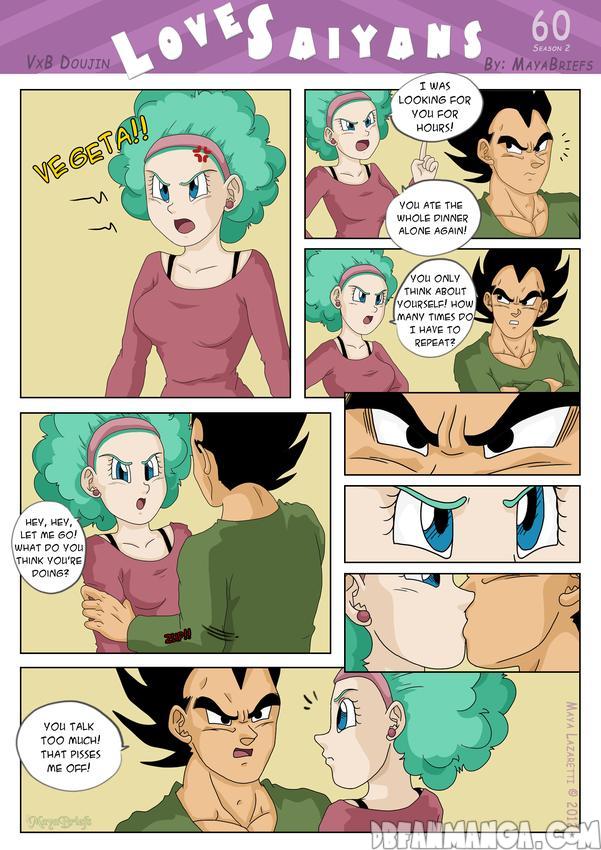 LOVE SAIYANS
60
SEASON 2
VXB DOUJIN
BY: MAYABRIEFS
VEGETA!!
I WAS
LOOKING FOR
YOU FOR
HOURS!
YOU ATE THE
WHOLE DINNER
ALONE AGAIN!
YOU ONLY
THINK ABOUT
YOURSELF! HOW
MANY TIMES DO
I HAVE TO
REPEAT?
HEY, HEY,
LET ME GO!
WHAT DO YOU
THINK YOU'RE
DOING?
ZUP!!
YOU TALK
TOO MUCH!
THAT PISSES
ME OFF!
MAYA LAZARETTI ©
MayaBriefs
DBFANMANGA.COM